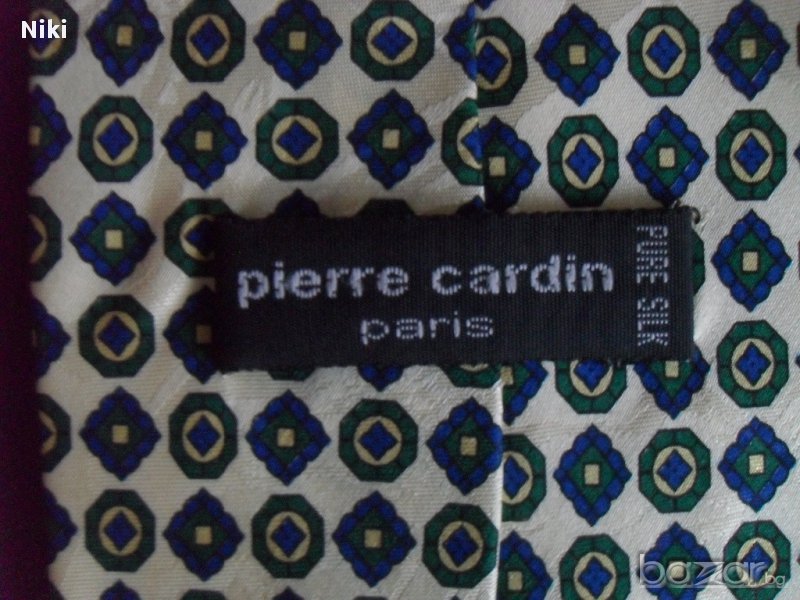 Niki
pierre cardin
paris
PURE SILK
bazar.bg